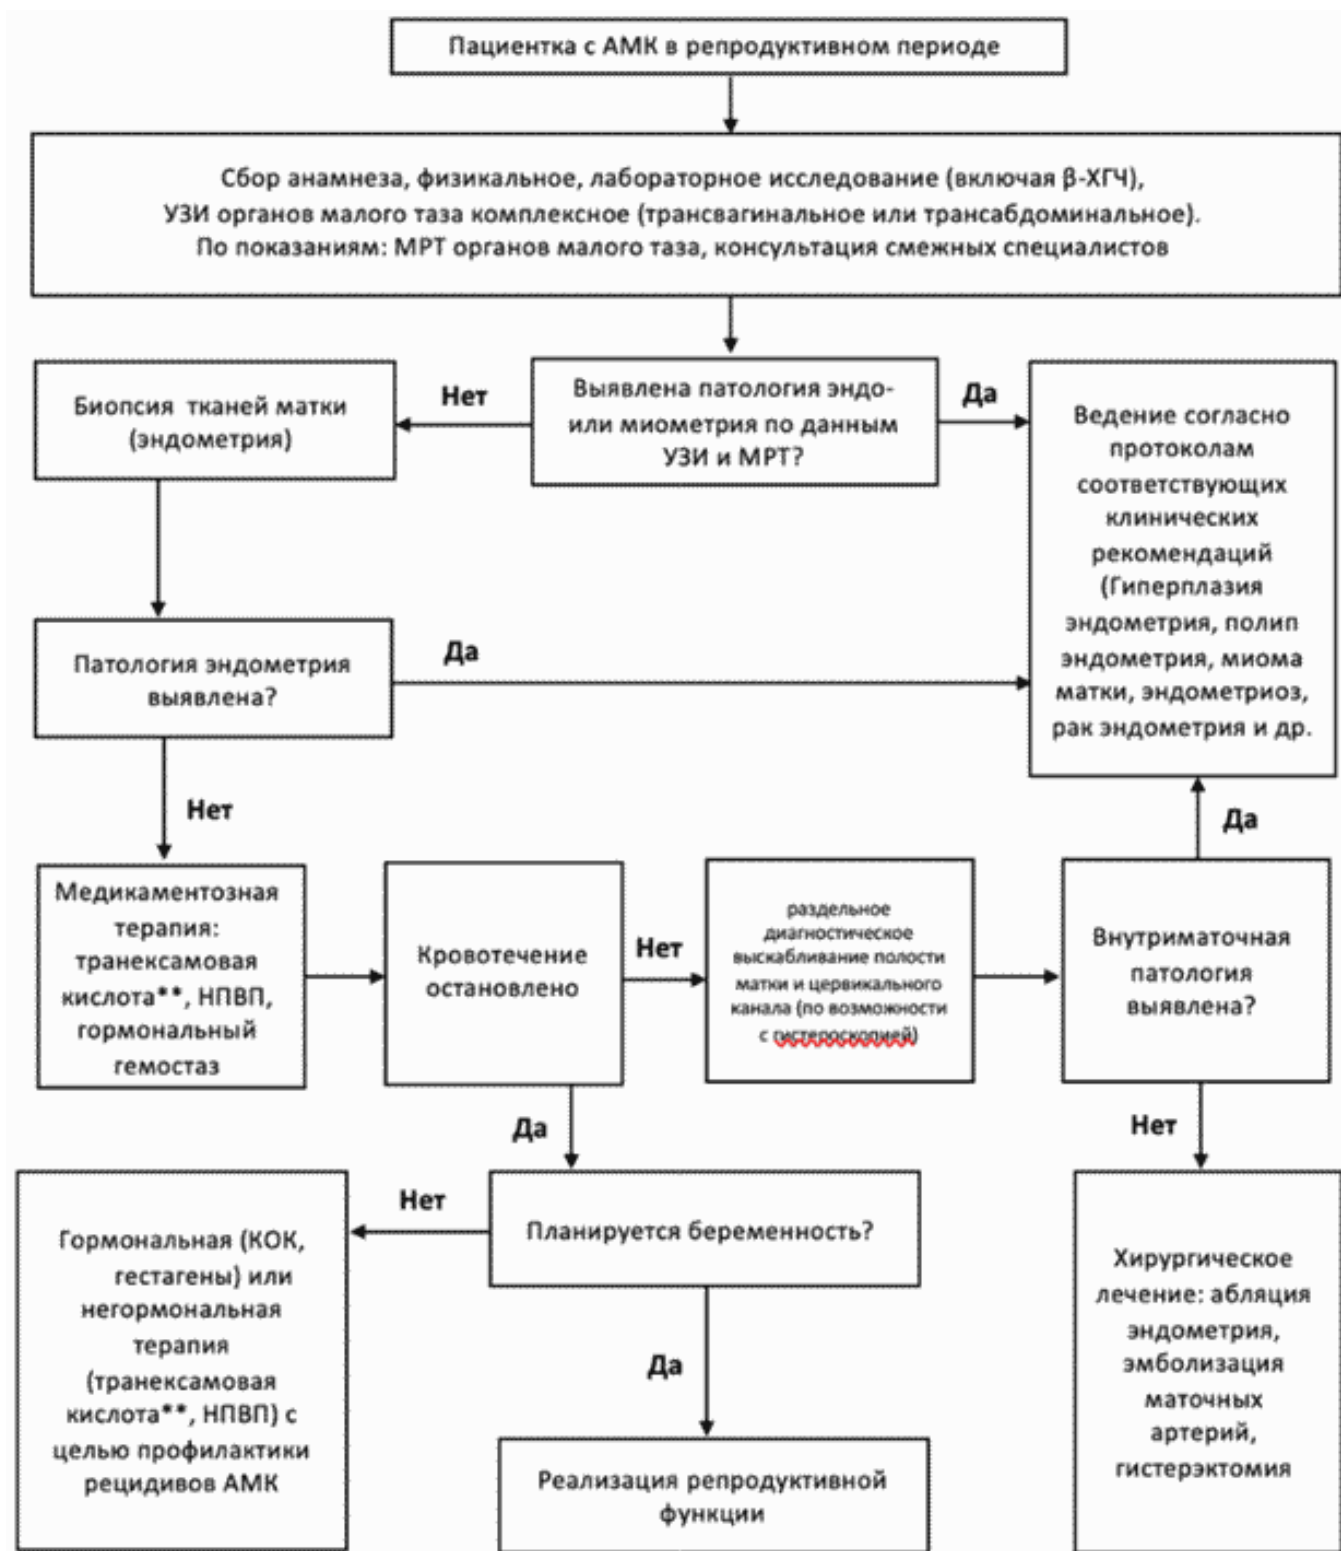 Пациентка с АМК в репродуктивном периоде
Сбор анамнеза, физикальное, лабораторное исследование (включая β-ХГЧ),
УЗИ органов малого таза комплексное (трансвагинальное или трансабдоминальное).
По показаниям: МРТ органов малого таза, консультация смежных специалистов
Биопсия тканей матки
(эндометрия)
Нет
Выявлена патология эндо-
или миометрия по данным
УЗИ и МРТ?
Да
Ведение согласно
протоколам
соответствующих
клинических
рекомендаций
(Гиперплазия
эндометрия, полип
эндометрия, миома
матки, эндометриоз,
рак эндометрия и др.
Патология эндометрия
выявлена?
Да
Нет
Да
Медикаментозная
терапия:
транексамовая
кислота**, НПВП,
гормональный
гемостаз
Кровотечение
остановлено
Нет
раздельное
диагностическое
выскабливание полости
матки и цервикального
канала (по возможности
с гистероскопией)
Внутриматочная
патология
выявлена?
Да
Нет
Гормональная (КОК,
гестагены) или
негормональная
терапия
(транексамовая
кислота**, НПВП) с
целью профилактики
рецидивов АМК
Нет
Планируется беременность?
Да
Реализация репродуктивной
функции
Хирургическое
лечение: абляция
эндометрия,
эмболизация
маточных
артерий,
гистерэктомия